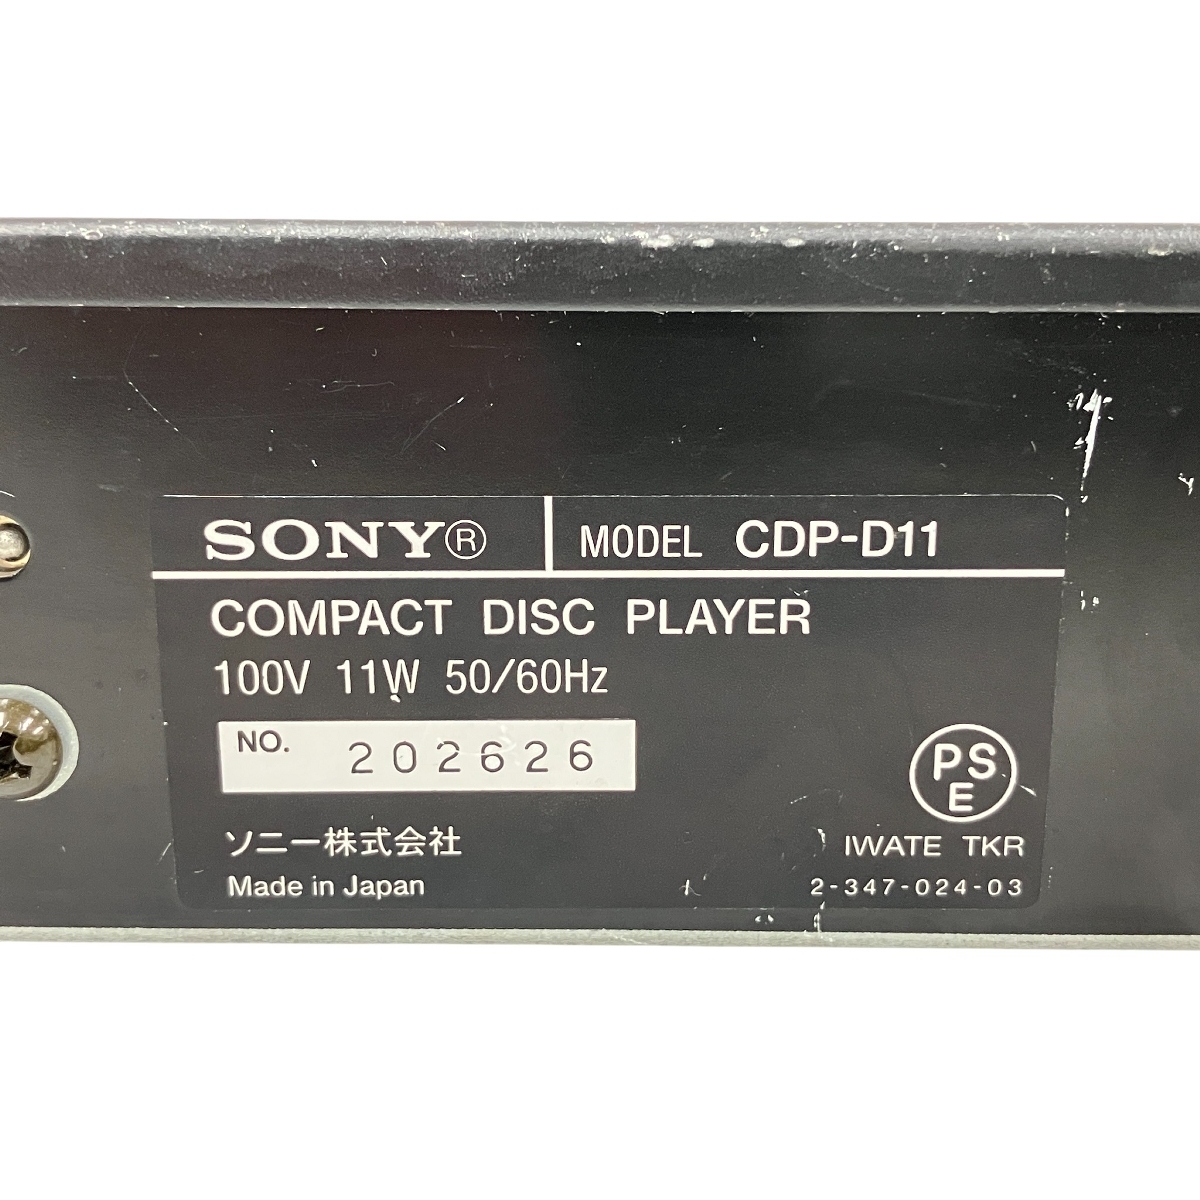 SONY® MODEL CDP-D11
COMPACT DISC PLAYER
100V 11W 50/60Hz
NO. 202626
PS
E
ソニー株式会社
IWATE TKR
Made in Japan
2-347-024-03